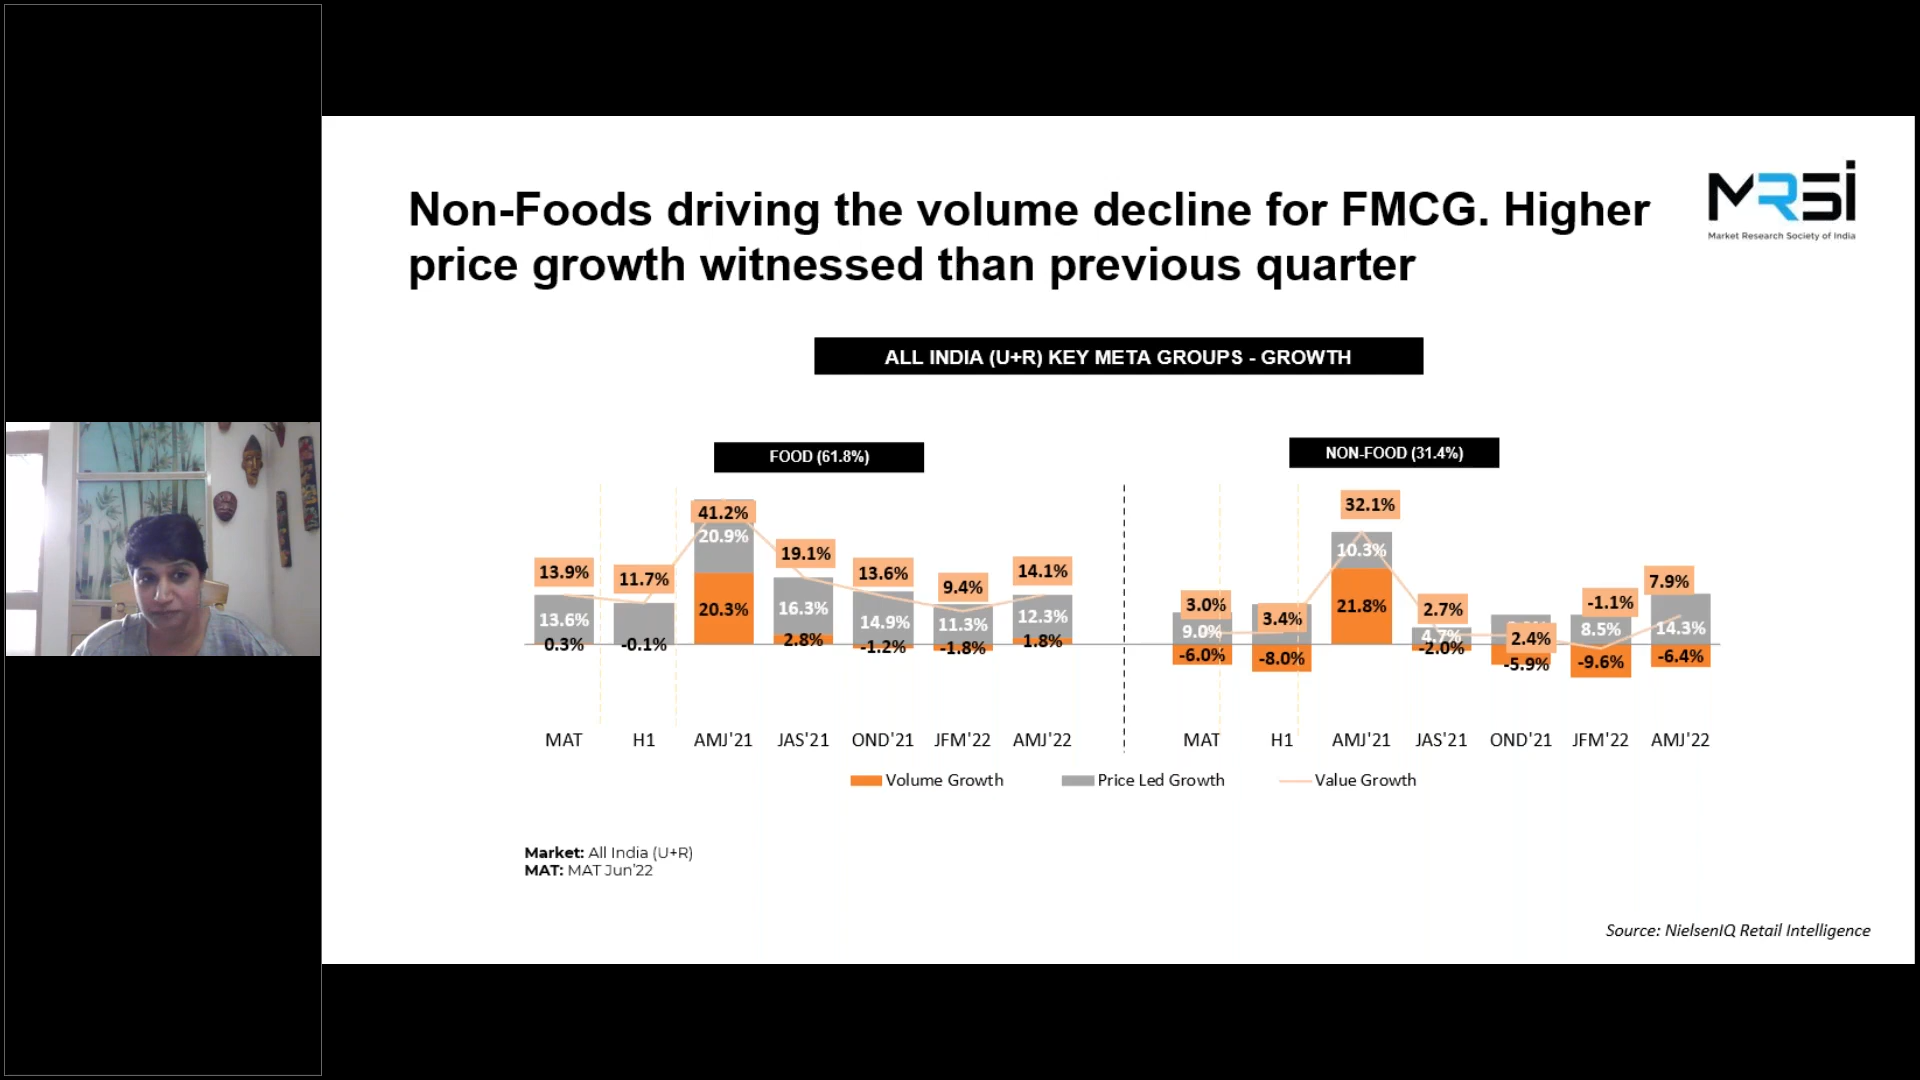 Non-Foods driving the volume decline for FMCG. Higher
price growth witnessed than previous quarter
MRSI
Market Research Society of India
ALL INDIA (U+R) KEY META GROUPS - GROWTH
FOOD (61.8%)
13.9% 11.7% 41.2% 19.1% 13.6% 9.4% 14.1%
13.6% 20.9% 16.3% 14.9% 11.3% 12.3%
0.3% -0.1% 20.3% 2.8% -1.2% -1.8% 1.8%
MAT H1 AMJ'21 JAS'21 OND'21 JFM'22 AMJ'22
NON-FOOD (31.4%)
3.0% 3.4% 32.1% 2.7% 2.4% -1.1% 7.9%
9.0% 10.3% 4.7% 8.5% 14.3%
-6.0% -8.0% 21.8% -2.0% -5.9% -9.6% -6.4%
MAT H1 AMJ'21 JAS'21 OND'21 JFM'22 AMJ'22
Volume Growth Price Led Growth Value Growth
Market: All India (U+R)
MAT: MAT Jun'22
Source: NielsenIQ Retail Intelligence